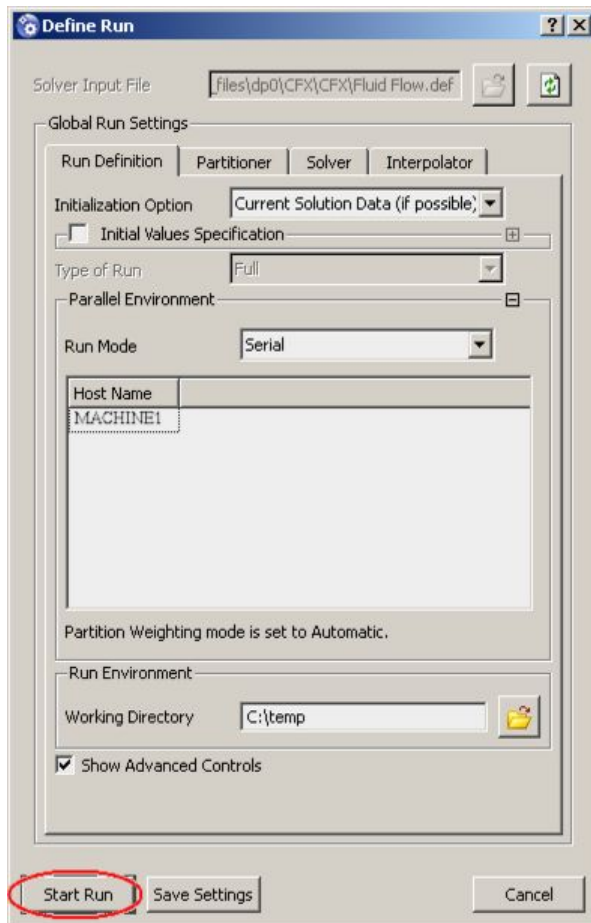 Define Run
Solver Input File _files\dp0\CFX\CFX\Fluid Flow.def
Global Run Settings
Run Definition Partitioner Solver Interpolator
Initialization Option Current Solution Data (if possible)
Initial Values Specification
Type of Run Full
Parallel Environment
Run Mode Serial
Host Name
MACHINE1
Partition Weighting mode is set to Automatic.
Run Environment
Working Directory C:\temp
Show Advanced Controls
Start Run Save Settings Cancel